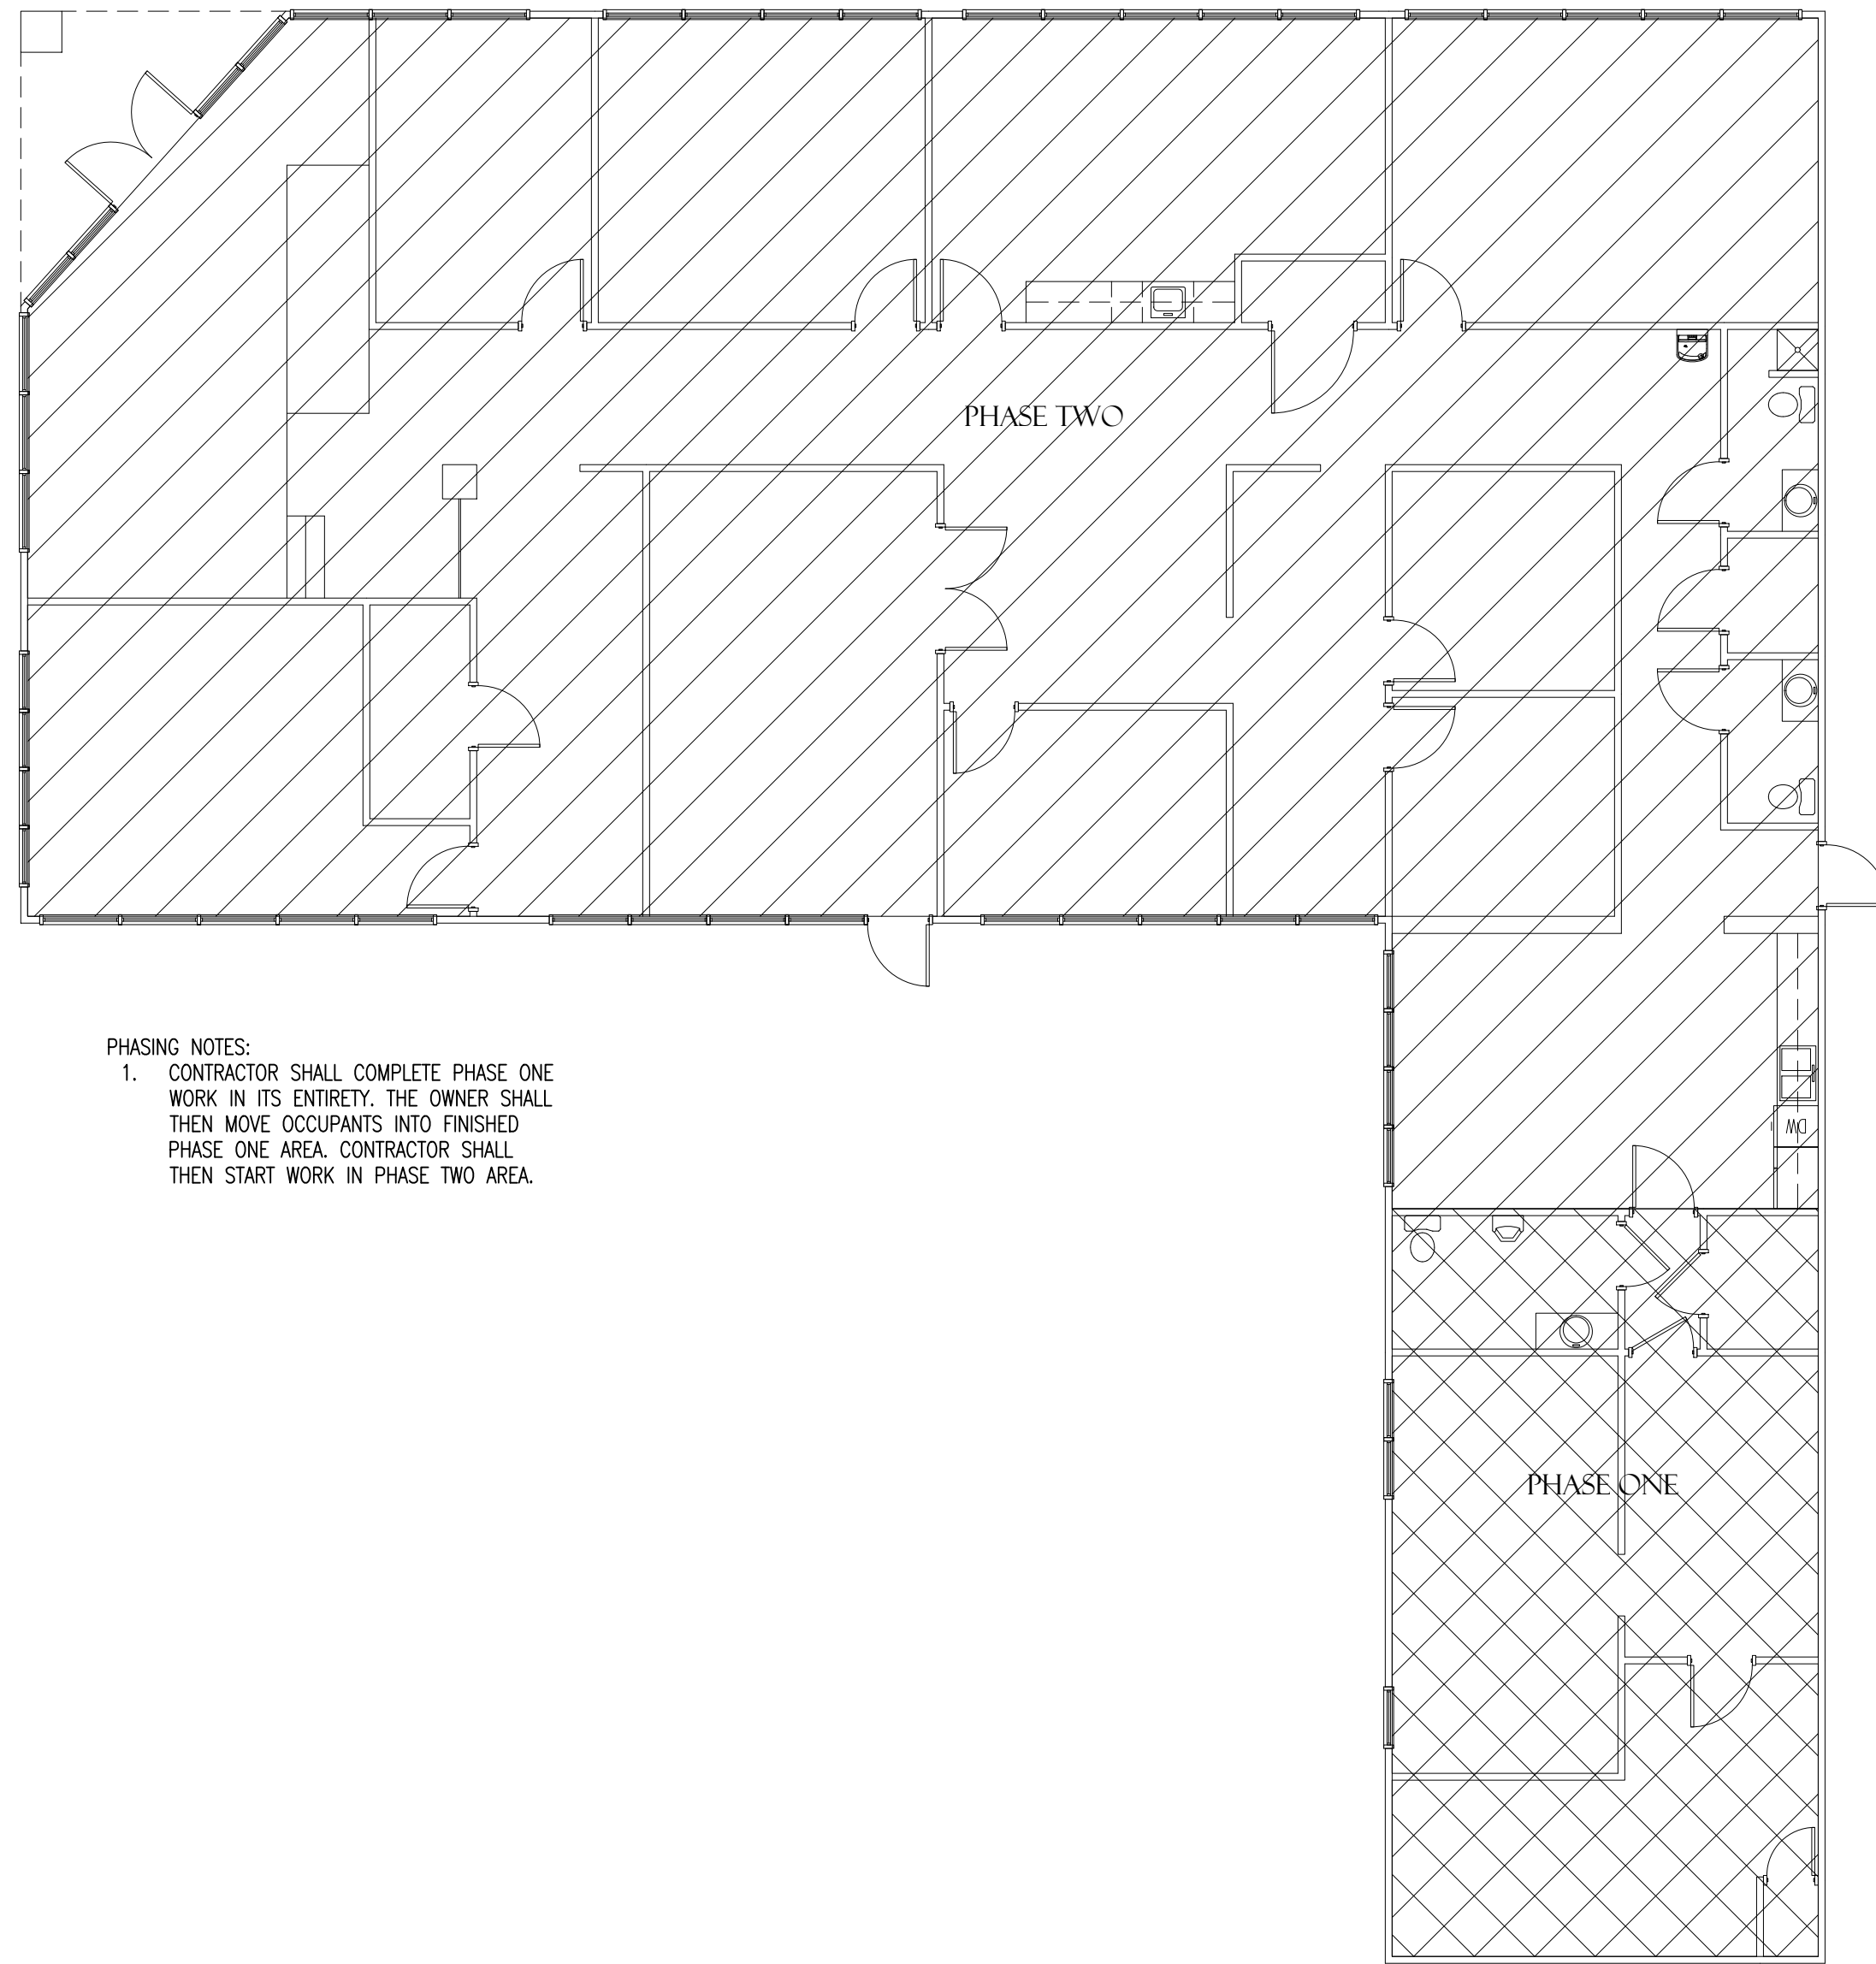 PHASE TWO
PHASING NOTES:
1. CONTRACTOR SHALL COMPLETE PHASE ONE
WORK IN ITS ENTIRETY. THE OWNER SHALL
THEN MOVE OCCUPANTS INTO FINISHED
PHASE ONE AREA. CONTRACTOR SHALL
THEN START WORK IN PHASE TWO AREA.
DW
PHASE ONE